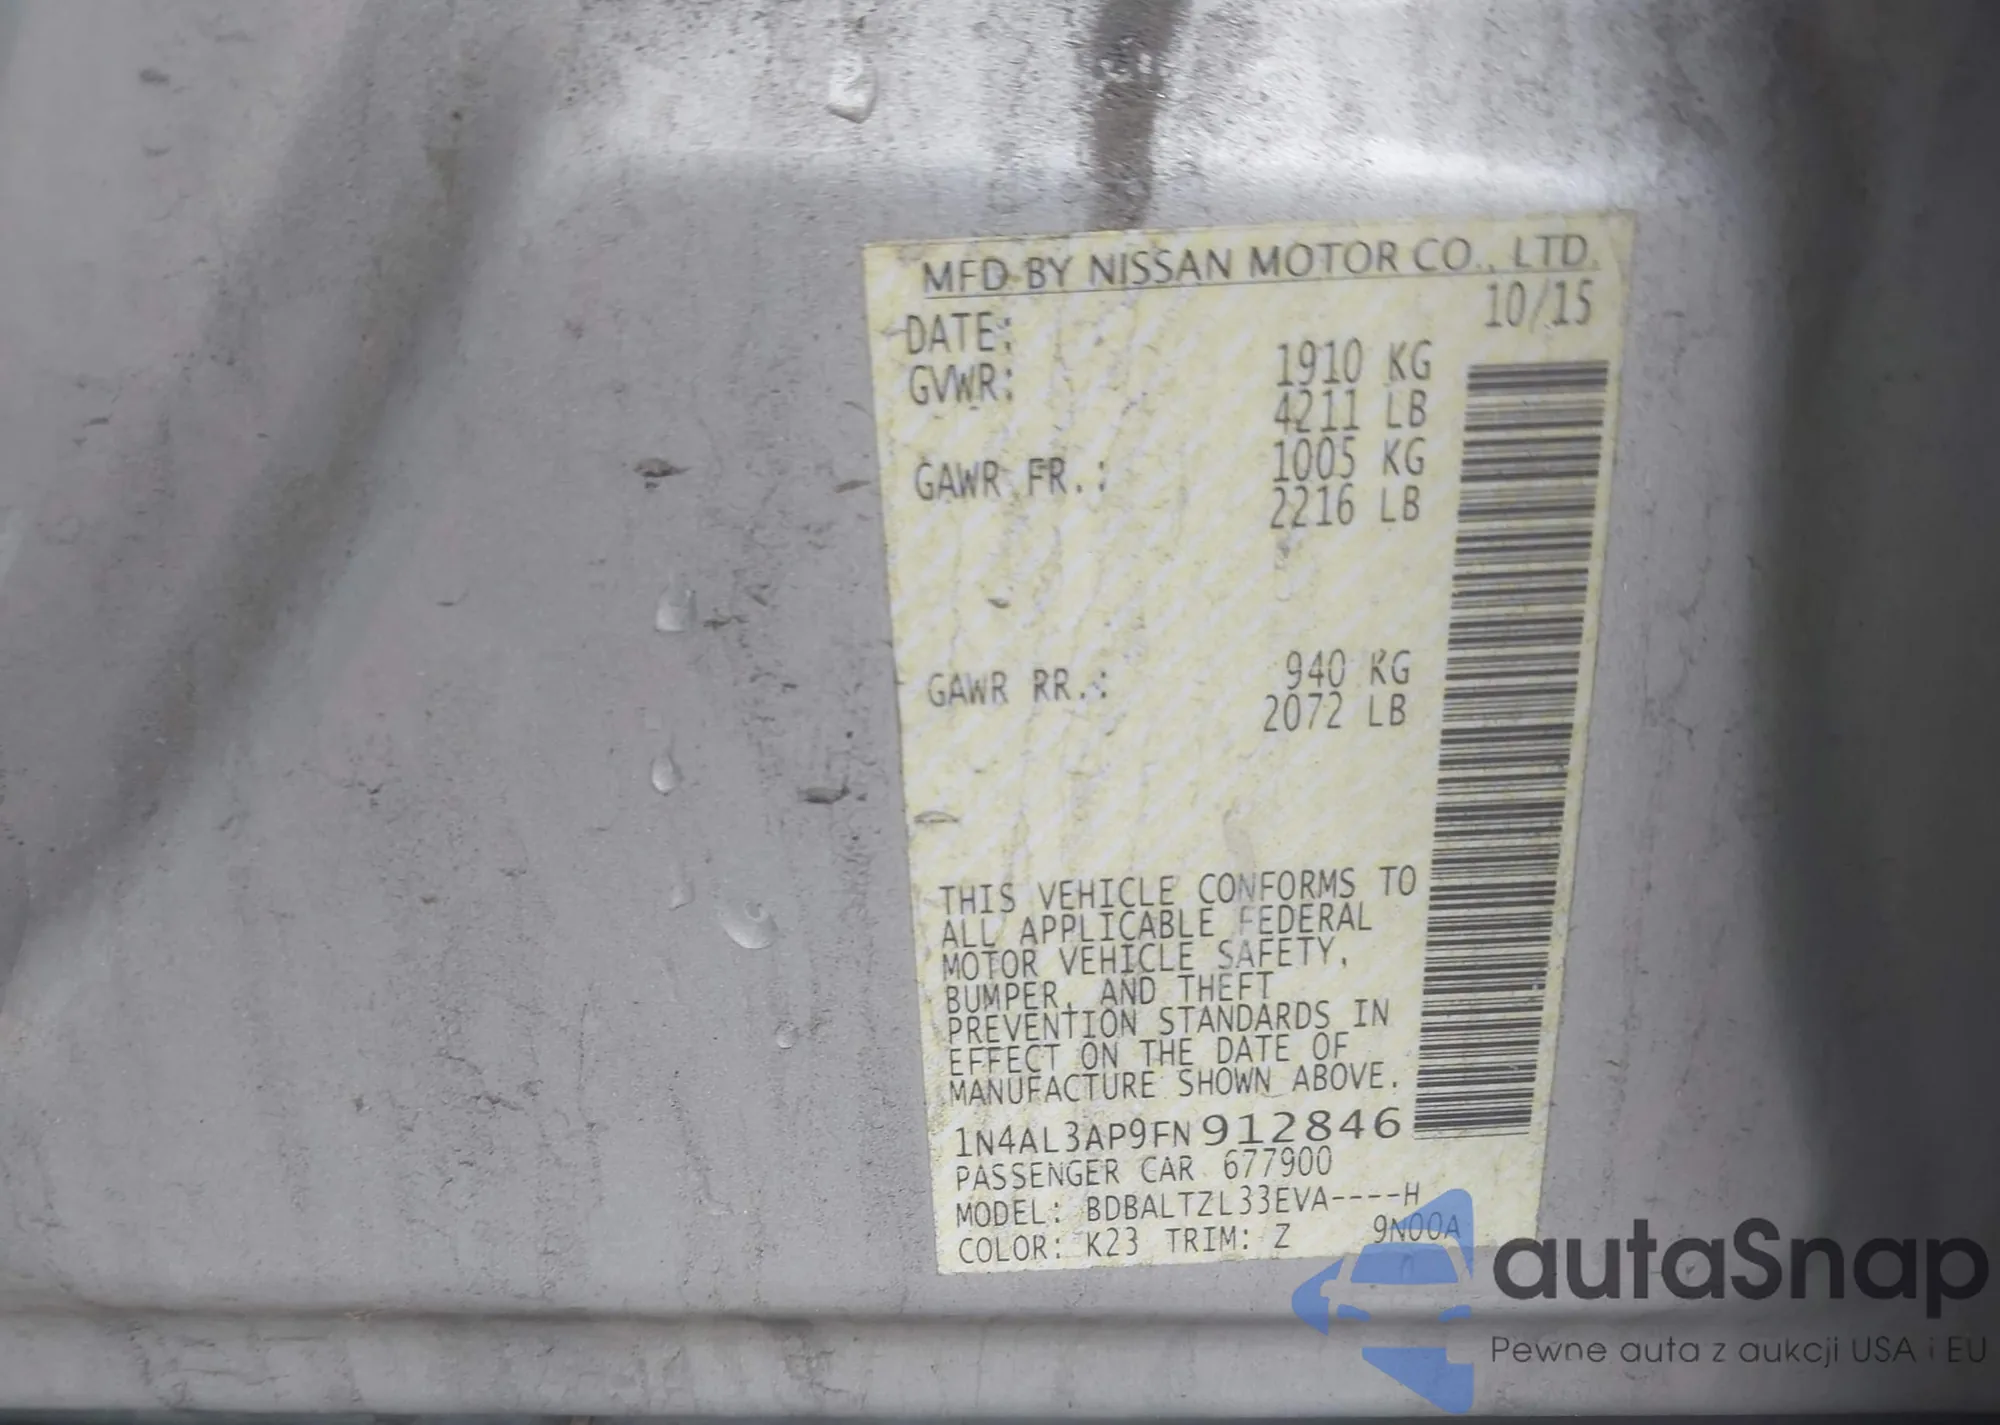 MFD BY NISSAN MOTOR CO., LTD.
DATE: 10/15
GVWR: 1910 KG
4211 LB
GAWR FR.: 1005 KG
2216 LB
GAWR RR.: 940 KG
2072 LB
THIS VEHICLE CONFORMS TO
ALL APPLICABLE FEDERAL
MOTOR VEHICLE SAFETY,
BUMPER, AND THEFT
PREVENTION STANDARDS IN
EFFECT ON THE DATE OF
MANUFACTURE SHOWN ABOVE.
1N4AL3AP9FN912846
PASSENGER CAR 677900
MODEL: BDBALTZL33EVA----H
COLOR: K23 TRIM: Z 9N00A
autaSnap
Pewne auta z aukcji USA i EU